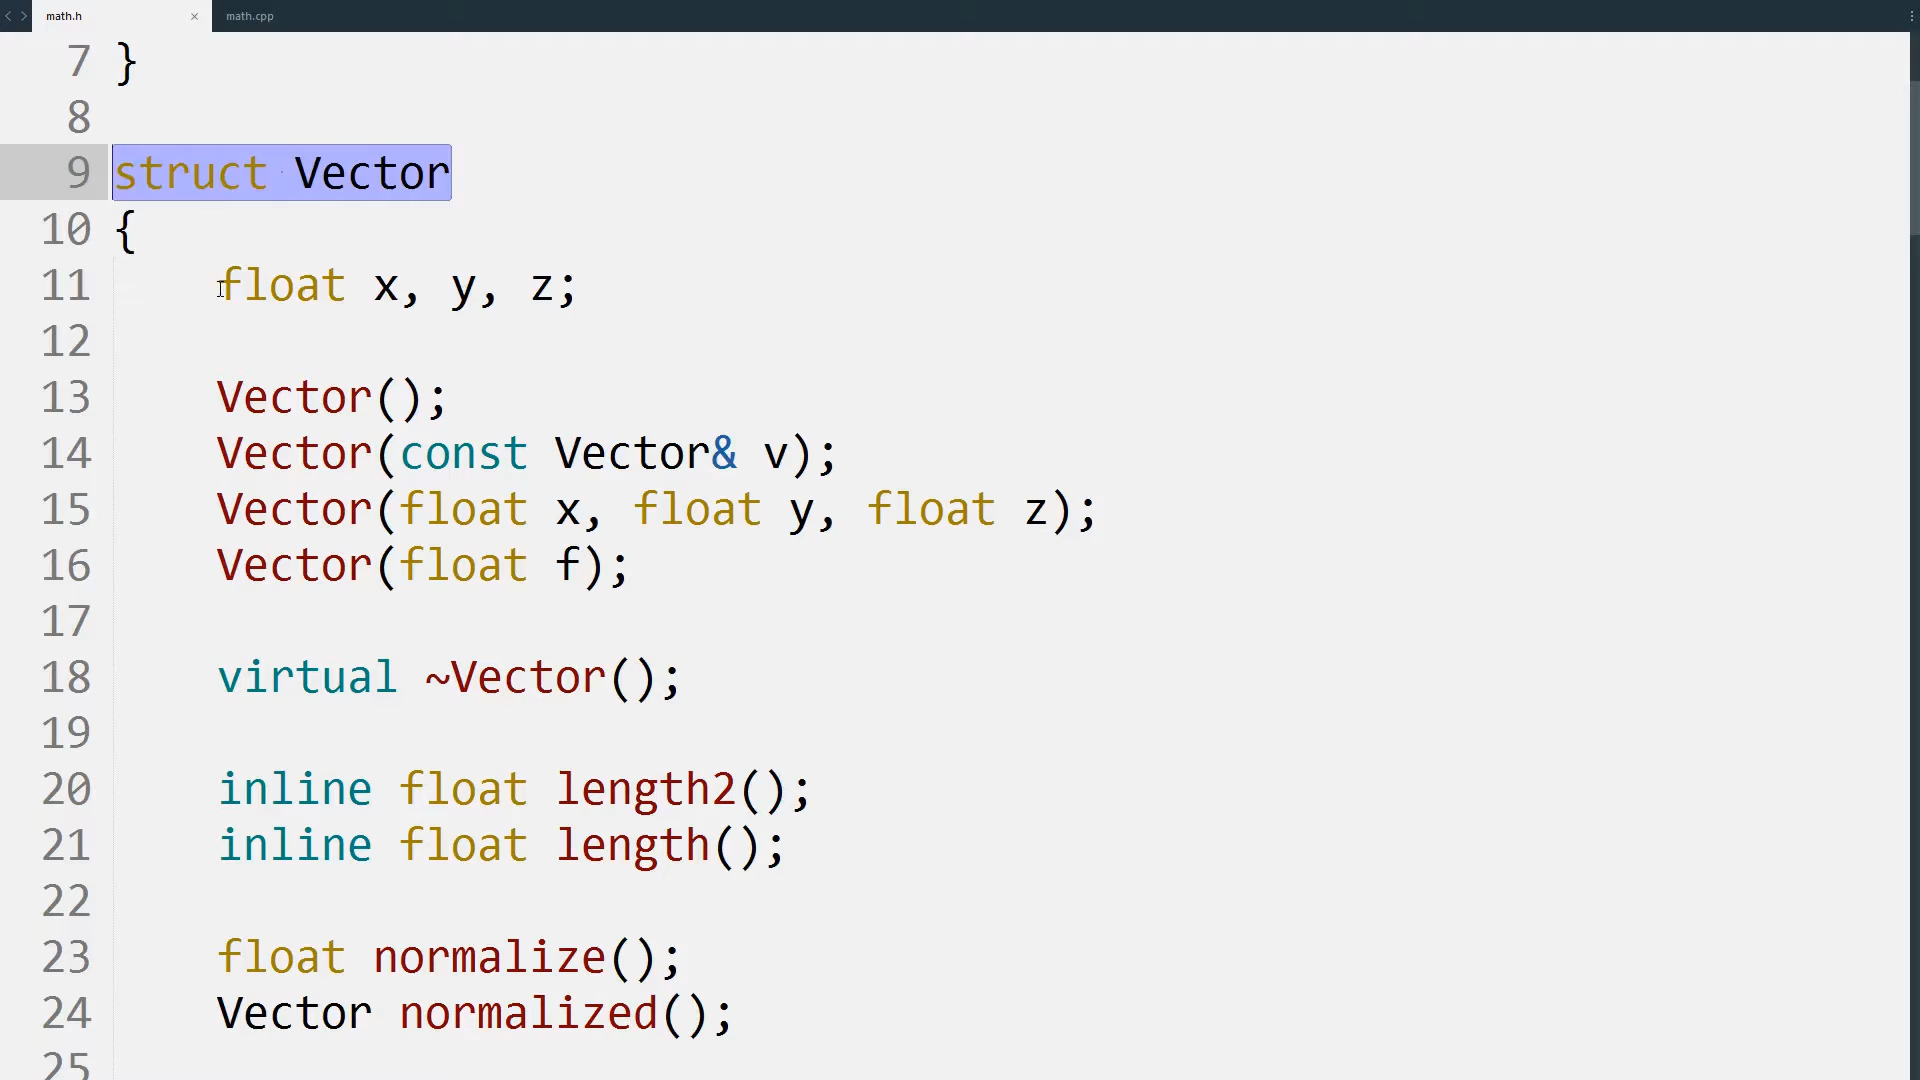 math.h × math.cpp
7 }
8
9 struct Vector
10 {
11 float x, y, z;
12
13 Vector();
14 Vector(const Vector& v);
15 Vector(float x, float y, float z);
16 Vector(float f);
17
18 virtual ~Vector();
19
20 inline float length2();
21 inline float length();
22
23 float normalize();
24 Vector normalized();
25